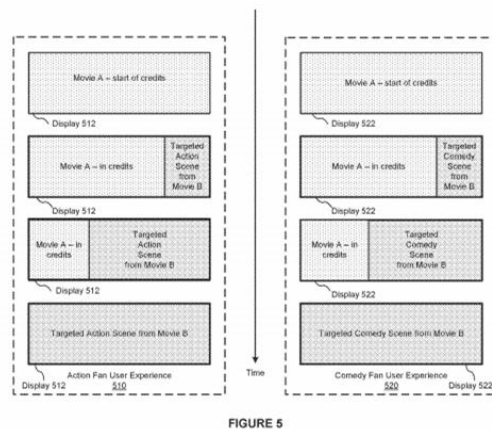 Movie A – start of credits
Display 512
Movie A – in credits
Targeted
Action
Scene
from
Movie B
Display 512
Movie A – in
credits
Targeted
Action
Scene
from Movie B
Display 512
Targeted Action Scene from Movie B
Display 512
Action Fan User Experience
510
Time
Movie A – start of credits
Display 522
Movie A – in credits
Targeted
Comedy
Scene
from
Movie B
Display 522
Movie A – in
credits
Targeted
Comedy
Scene
from Movie B
Display 522
Targeted Comedy Scene from Movie B
Comedy Fan User Experience
520
Display 522
FIGURE 5